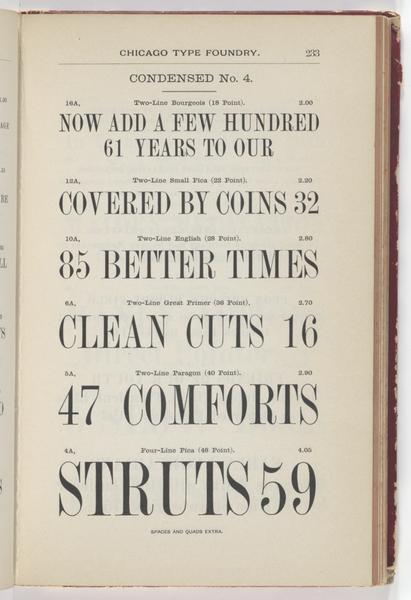 CHICAGO TYPE FOUNDRY. 233
CONDENSED No. 4.
16A, Two-Line Bourgeois (18 Point). 2.00
NOW ADD A FEW HUNDRED
61 YEARS TO OUR
12A, Two-Line Small Pica (22 Point). 2.20
COVERED BY COINS 32
10A, Two-Line English (28 Point). 2.80
85 BETTER TIMES
6A, Two-Line Great Primer (36 Point). 2.70
CLEAN CUTS 16
5A, Two-Line Paragon (40 Point). 2.90
47 COMFORTS
4A, Four-Line Pica (48 Point). 4.05
STRUTS 59
SPACES AND QUADS EXTRA.